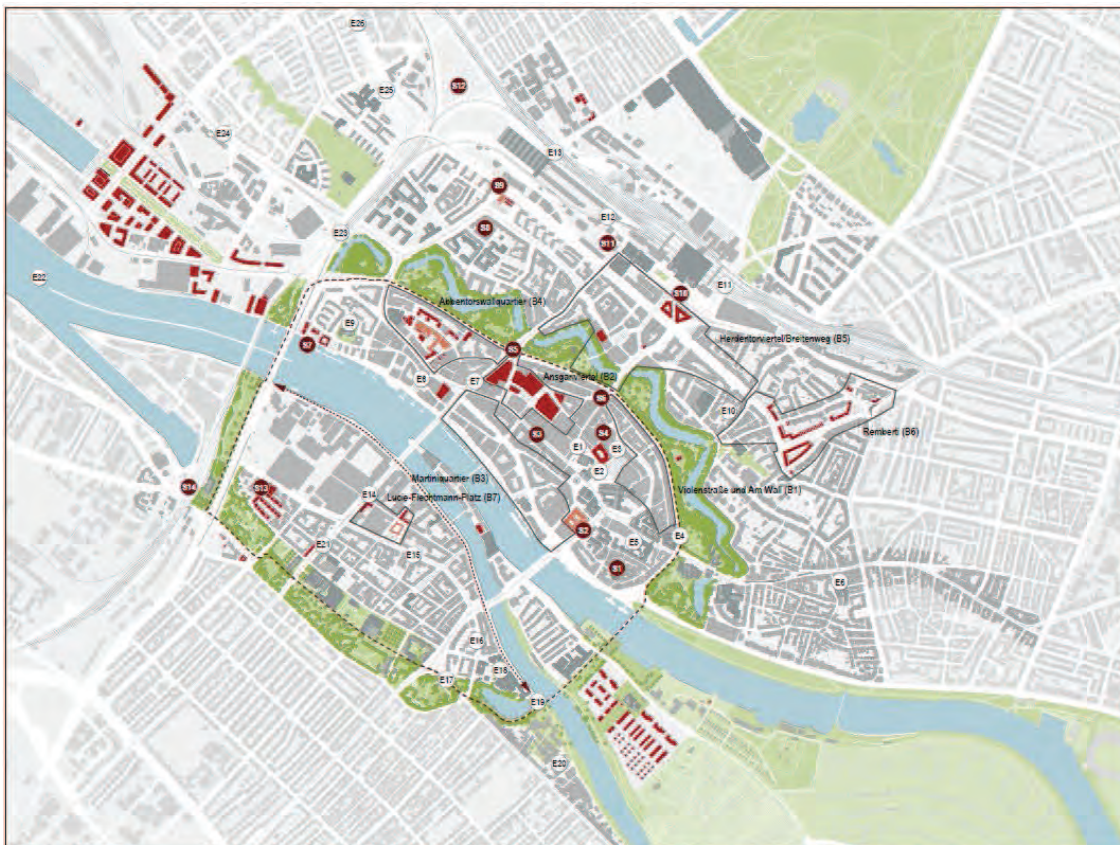 E26
S12
E25
E24
E13
S9
S8
E12
S11
E23
E22
S10
E11
Abbentorswallquartier (B4)
E9
S7
Herdentorviertel/Breitenweg (B5)
S5
Ansgariviertel (B2)
E8
E7
S6
E10
Rembertï (B6)
S3
S4
E1
E3
E2
Martiniquartier (B3)
Violenstraße und Am Wall (B1)
S14
S13
E14
Lucie-Flechtmann-Platz (B7)
S2
E4
E21
E15
E5
S1
E6
E16
E17
E18
E19
E20